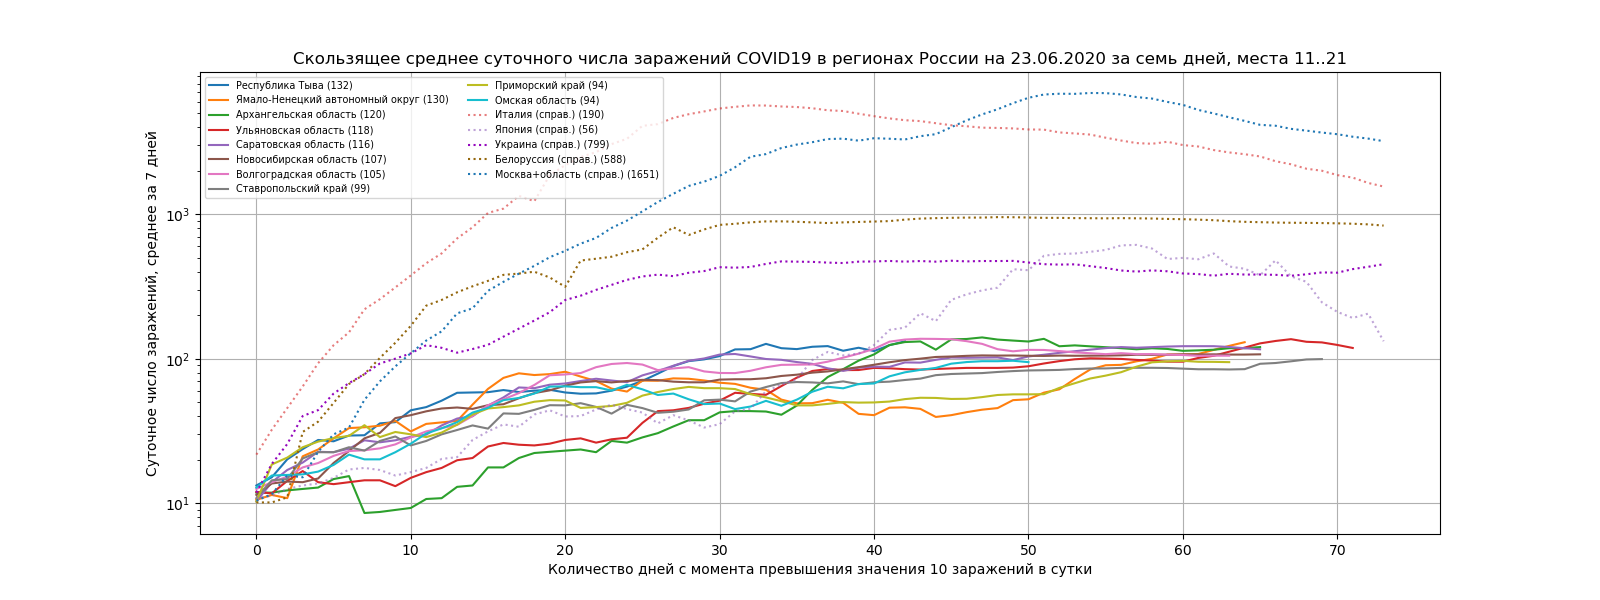 Скользящее среднее суточного числа заражений COVID19 в регионах России на 23.06.2020 за семь дней, места 11..21
Республика Тыва (132)
Ямало-Ненецкий автономный округ (130)
Архангельская область (120)
Ульяновская область (118)
Саратовская область (116)
Новосибирская область (107)
Волгоградская область (105)
Ставропольский край (99)
Приморский край (94)
Омская область (94)
Италия (справ.) (190)
Япония (справ.) (56)
Украина (справ.) (799)
Белоруссия (справ.) (588)
Москва+область (справ.) (1651)
Суточное число заражений, среднее за 7 дней
10³
10²
10¹
0 10 20 30 40 50 60 70
Количество дней с момента превышения значения 10 заражений в сутки